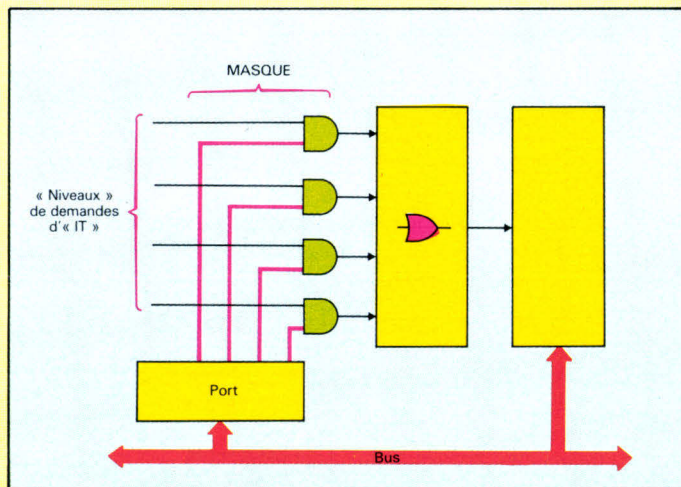 MASQUE
« Niveaux »
de demandes
d'« IT »
Port
Bus